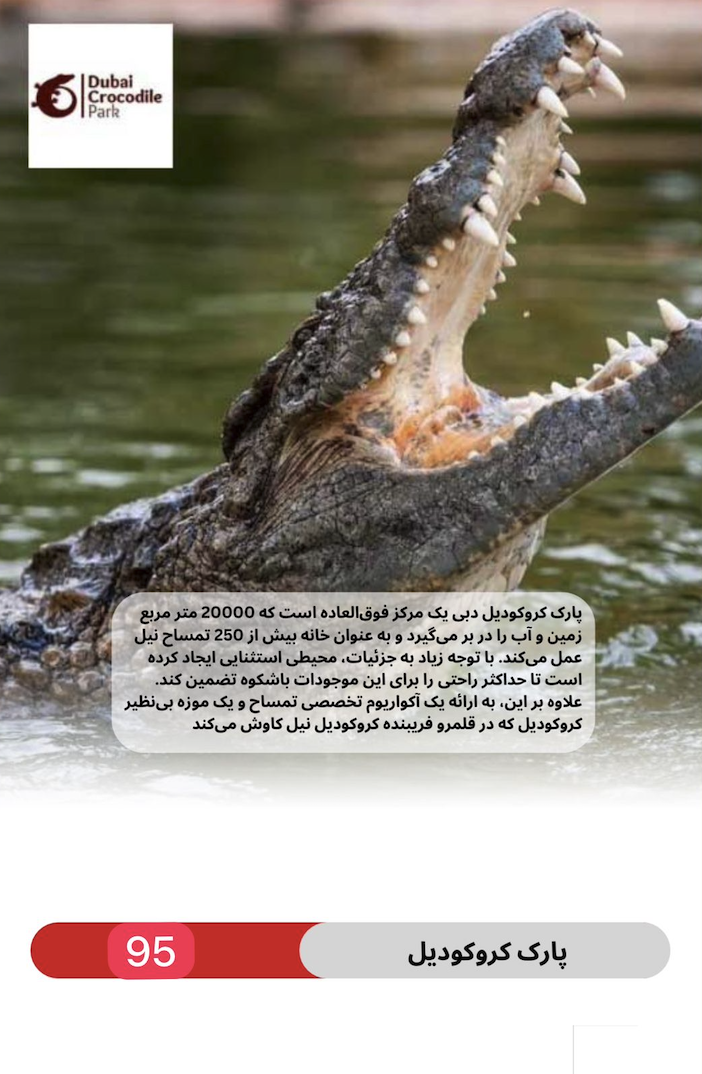 Dubai
Crocodile
Park
پارک کروکودیل دبی یک مرکز فوق‌العاده است که 20000 متر مربع
زمین و آب را در بر می‌گیرد و به عنوان خانه بیش از 250 تمساح نیل
عمل می‌کند. با توجه زیاد به جزئیات، محیطی استثنایی ایجاد کرده
است تا حداکثر راحتی را برای این موجودات باشکوه تضمین کند.
علاوه بر این، به ارائه یک آکواریوم تخصصی تمساح و یک موزه بی‌نظیر
کروکودیل که در قلمرو فریبنده کروکودیل نیل کاوش می‌کند
پارک کروکودیل
95